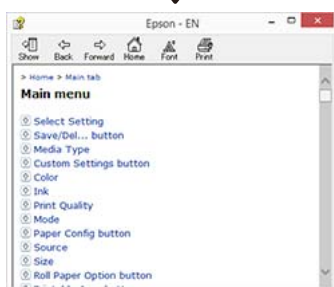 Epson - EN
Show Back Forward Home Font Print
> Home > Main tab
Main menu
Select Setting
Save/Del... button
Media Type
Custom Settings button
Color
Ink
Print Quality
Mode
Paper Config button
Source
Size
Roll Paper Option button